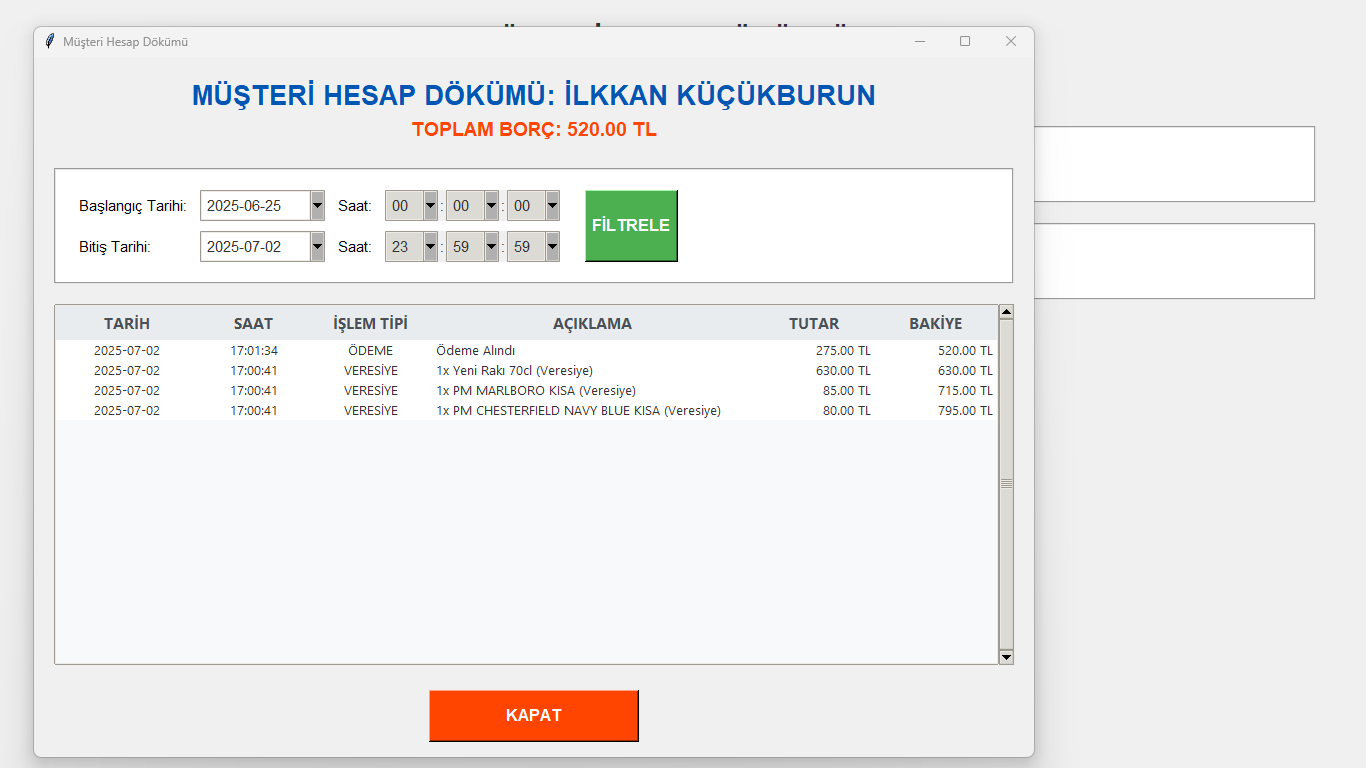 Müşteri Hesap Dökümü
MÜŞTERİ HESAP DÖKÜMÜ: İLKKAN KÜÇÜKBURUN
TOPLAM BORÇ: 520.00 TL
Başlangıç Tarihi: 2025-06-25 Saat: 00 : 00 : 00
Bitiş Tarihi: 2025-07-02 Saat: 23 : 59 : 59
FİLTRELE
TARİH SAAT İŞLEM TİPİ AÇIKLAMA TUTAR BAKİYE
2025-07-02 17:01:34 ÖDEME Ödeme Alındı 275.00 TL 520.00 TL
2025-07-02 17:00:41 VERESİYE 1x Yeni Rakı 70cl (Veresiye) 630.00 TL 630.00 TL
2025-07-02 17:00:41 VERESİYE 1x PM MARLBORO KISA (Veresiye) 85.00 TL 715.00 TL
2025-07-02 17:00:41 VERESİYE 1x PM CHESTERFIELD NAVY BLUE KISA (Veresiye) 80.00 TL 795.00 TL
KAPAT